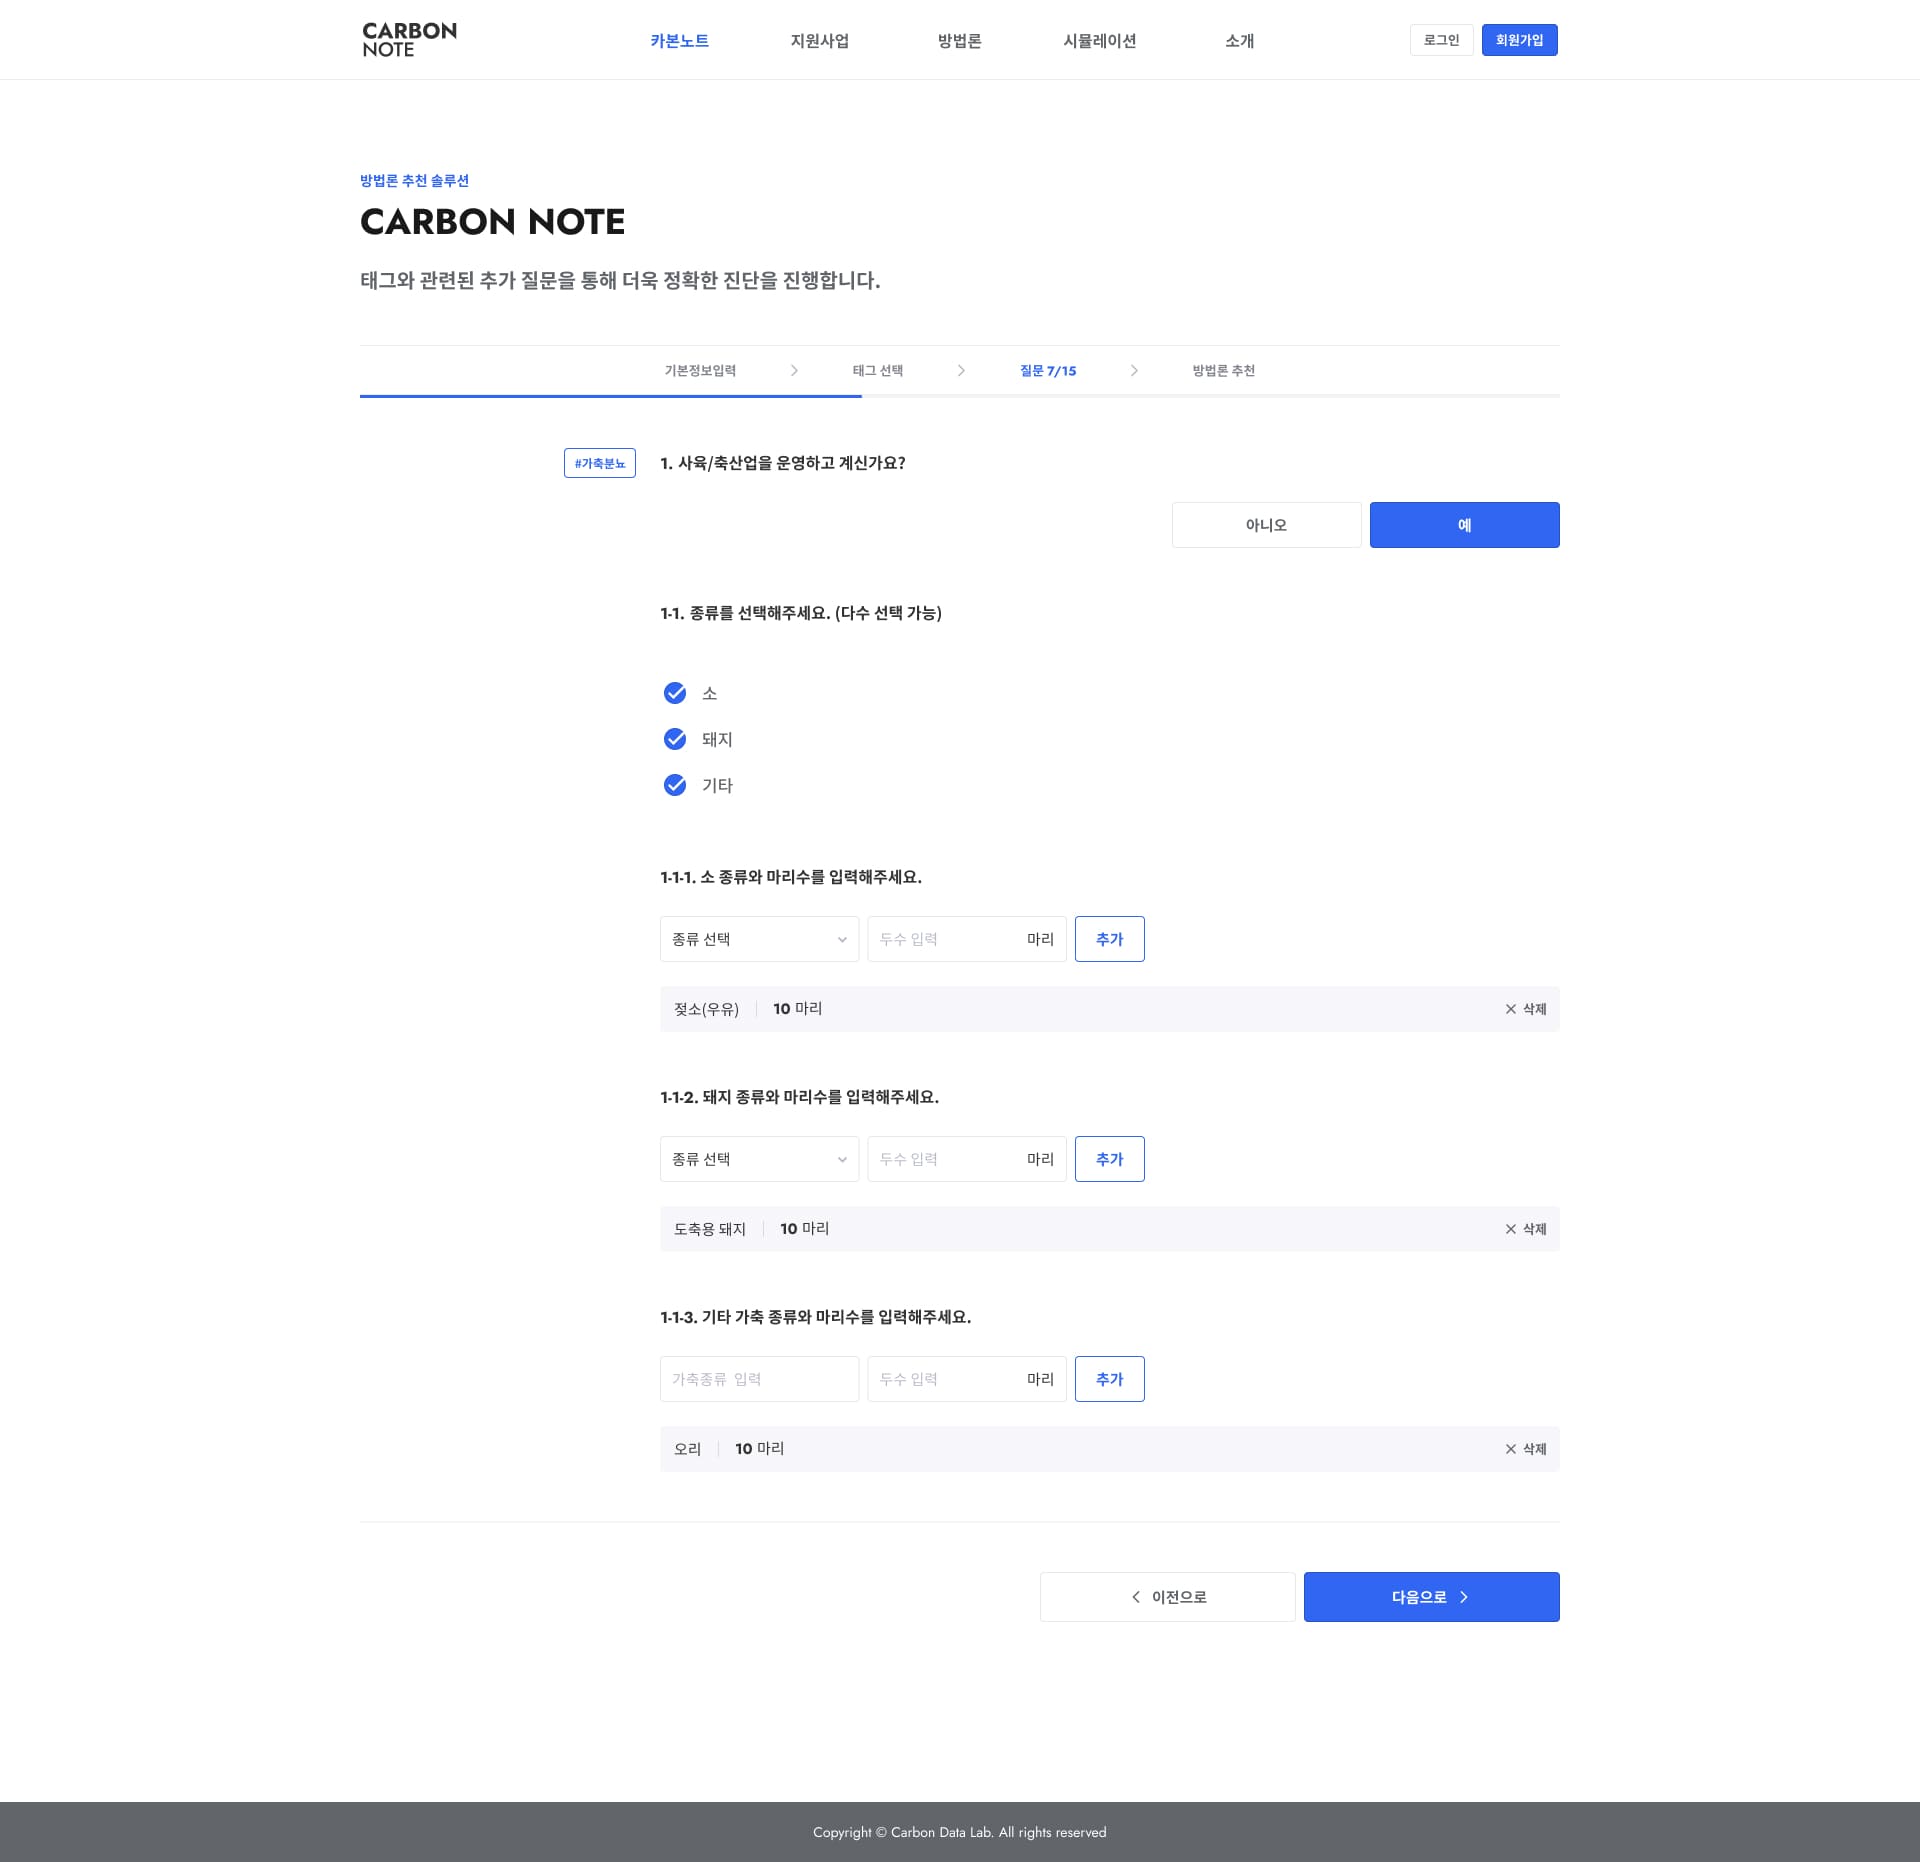 CARBON
NOTE
카본노트 지원사업 방법론 시뮬레이션 소개 로그인 회원가입
방법론 추천 솔루션
CARBON NOTE
태그와 관련된 추가 질문을 통해 더욱 정확한 진단을 진행합니다.
기본정보입력 태그 선택 질문 7/15 방법론 추천
#가축분뇨 1. 사육/축산업을 운영하고 계신가요?
아니오 예
1-1. 종류를 선택해주세요. (다수 선택 가능)
소
돼지
기타
1-1-1. 소 종류와 마리수를 입력해주세요.
종류 선택 두수 입력 마리 추가
젖소(우유) 10 마리 삭제
1-1-2. 돼지 종류와 마리수를 입력해주세요.
종류 선택 두수 입력 마리 추가
도축용 돼지 10 마리 삭제
1-1-3. 기타 가축 종류와 마리수를 입력해주세요.
가축종류 입력 두수 입력 마리 추가
오리 10 마리 삭제
이전으로 다음으로
Copyright © Carbon Data Lab. All rights reserved